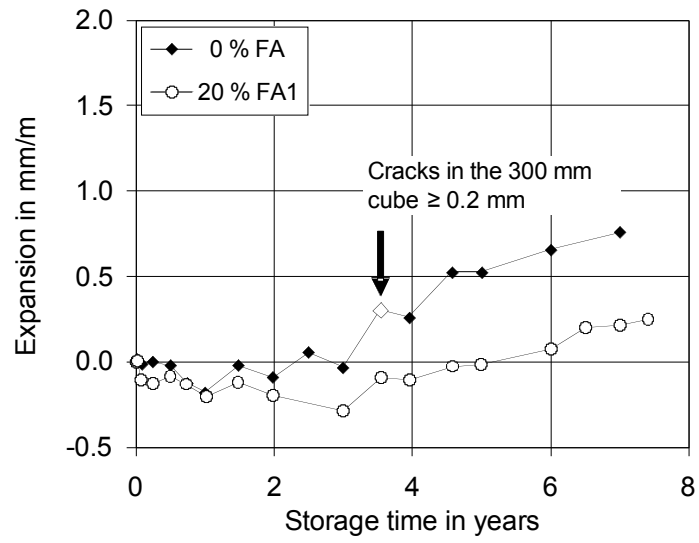 2.0
0 % FA
20 % FA1
1.5
Cracks in the 300 mm
cube ≥ 0.2 mm
1.0
0.5
0.0
-0.5
Expansion in mm/m
0 2 4 6 8
Storage time in years